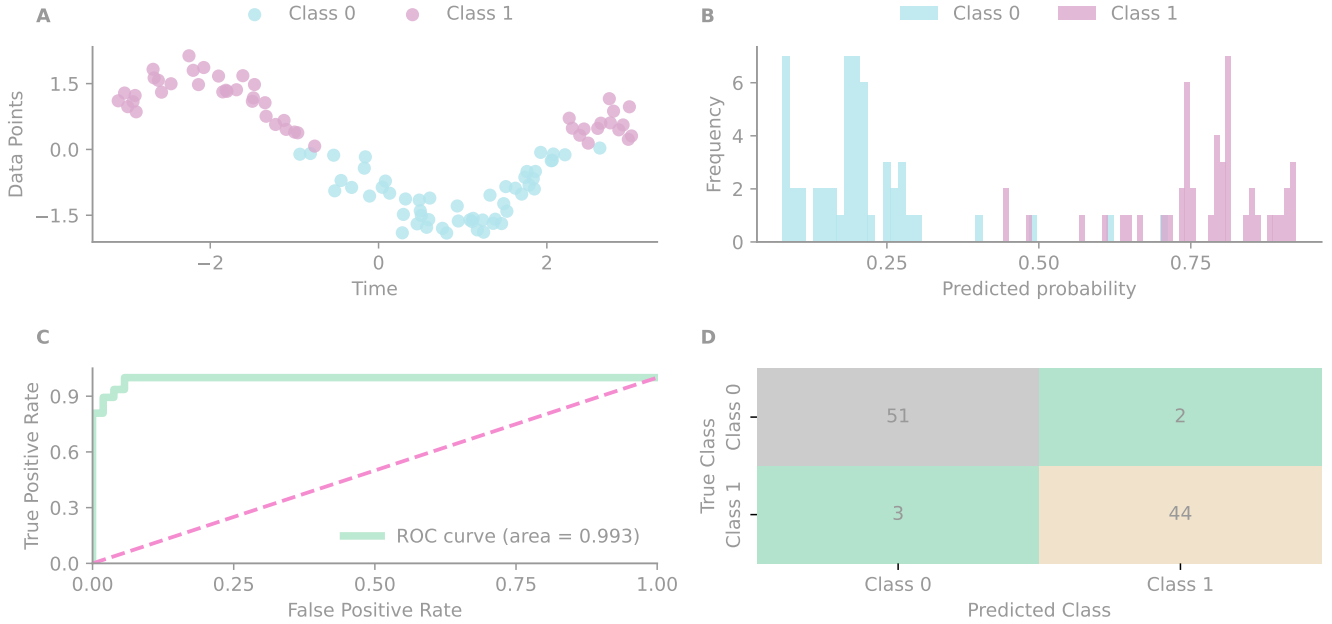 A
Class 0
Class 1
1.5
0.0
−1.5
Data Points
−2
0
2
Time
B
Class 0
Class 1
6
4
2
0
Frequency
0.25
0.50
0.75
Predicted probability
C
0.9
0.6
0.3
0.0
True Positive Rate
ROC curve (area = 0.993)
0.00
0.25
0.50
0.75
1.00
False Positive Rate
D
True Class
Class 0
Class 1
51
2
3
44
Class 0
Class 1
Predicted Class